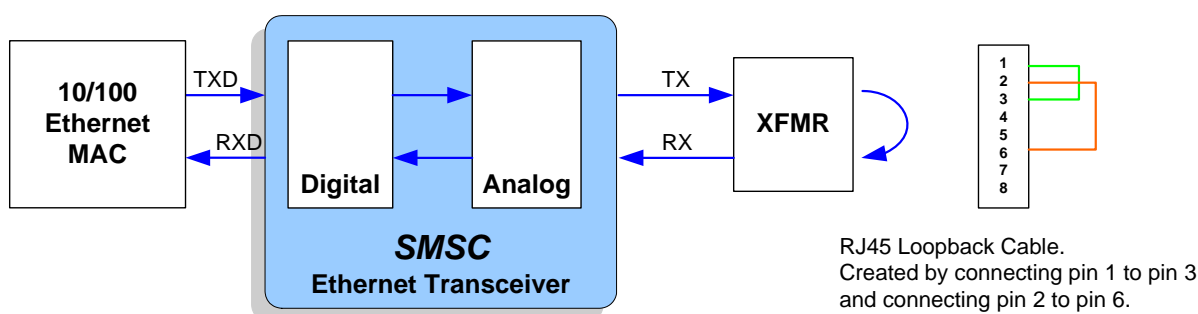 10/100
Ethernet
MAC
TXD
RXD
Digital
Analog
SMSC
Ethernet Transceiver
TX
RX
XFMR
1
2
3
4
5
6
7
8
RJ45 Loopback Cable.
Created by connecting pin 1 to pin 3
and connecting pin 2 to pin 6.